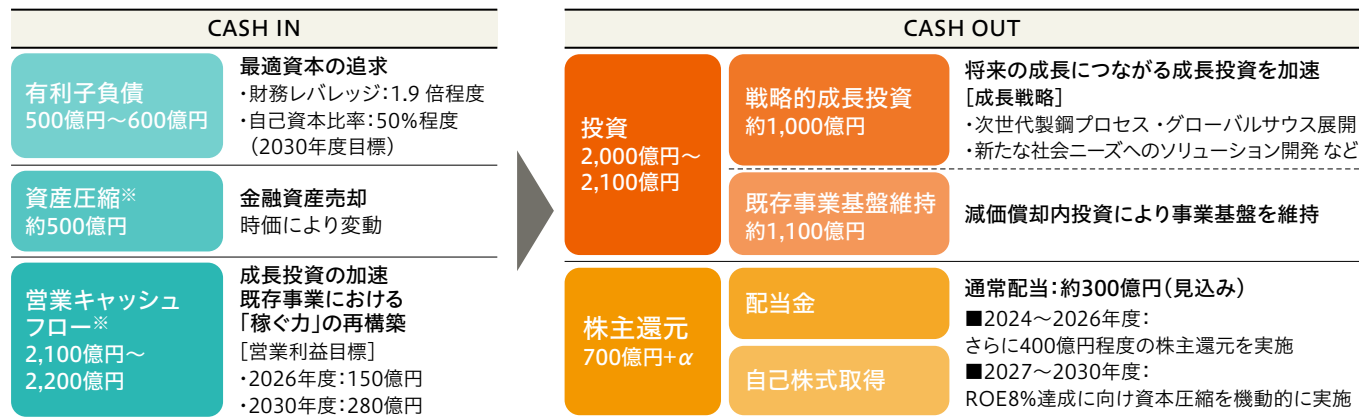 CASH IN
有利子負債
500億円～600億円
最適資本の追求
・財務レバレッジ：1.9 倍程度
・自己資本比率：50%程度
（2030年度目標）
資産圧縮※
約500億円
金融資産売却
時価により変動
営業キャッシュ
フロー※
2,100億円～
2,200億円
成長投資の加速
既存事業における
「稼ぐ力」の再構築
［営業利益目標］
・2026年度：150億円
・2030年度：280億円
CASH OUT
投資
2,000億円～
2,100億円
戦略的成長投資
約1,000億円
将来の成長につながる成長投資を加速
［成長戦略］
・次世代製鋼プロセス ・グローバルサウス展開
・新たな社会ニーズへのソリューション開発 など
既存事業基盤維持
約1,100億円
減価償却内投資により事業基盤を維持
株主還元
700億円+α
配当金
自己株式取得
通常配当：約300億円（見込み）
■2024～2026年度：
さらに400億円程度の株主還元を実施
■2027～2030年度：
ROE8%達成に向け資本圧縮を機動的に実施